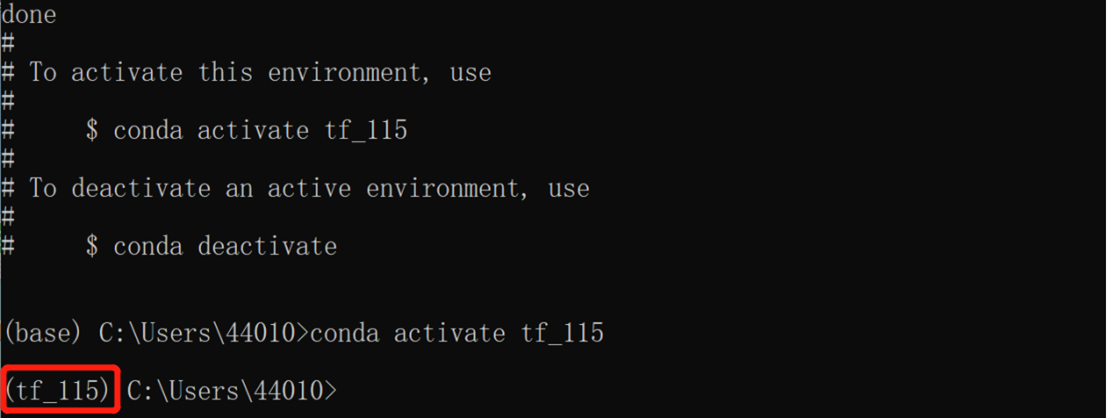 done
#
# To activate this environment, use
#
#     $ conda activate tf_115
#
# To deactivate an active environment, use
#
#     $ conda deactivate
(base) C:\Users\44010>conda activate tf_115
(tf_115) C:\Users\44010>